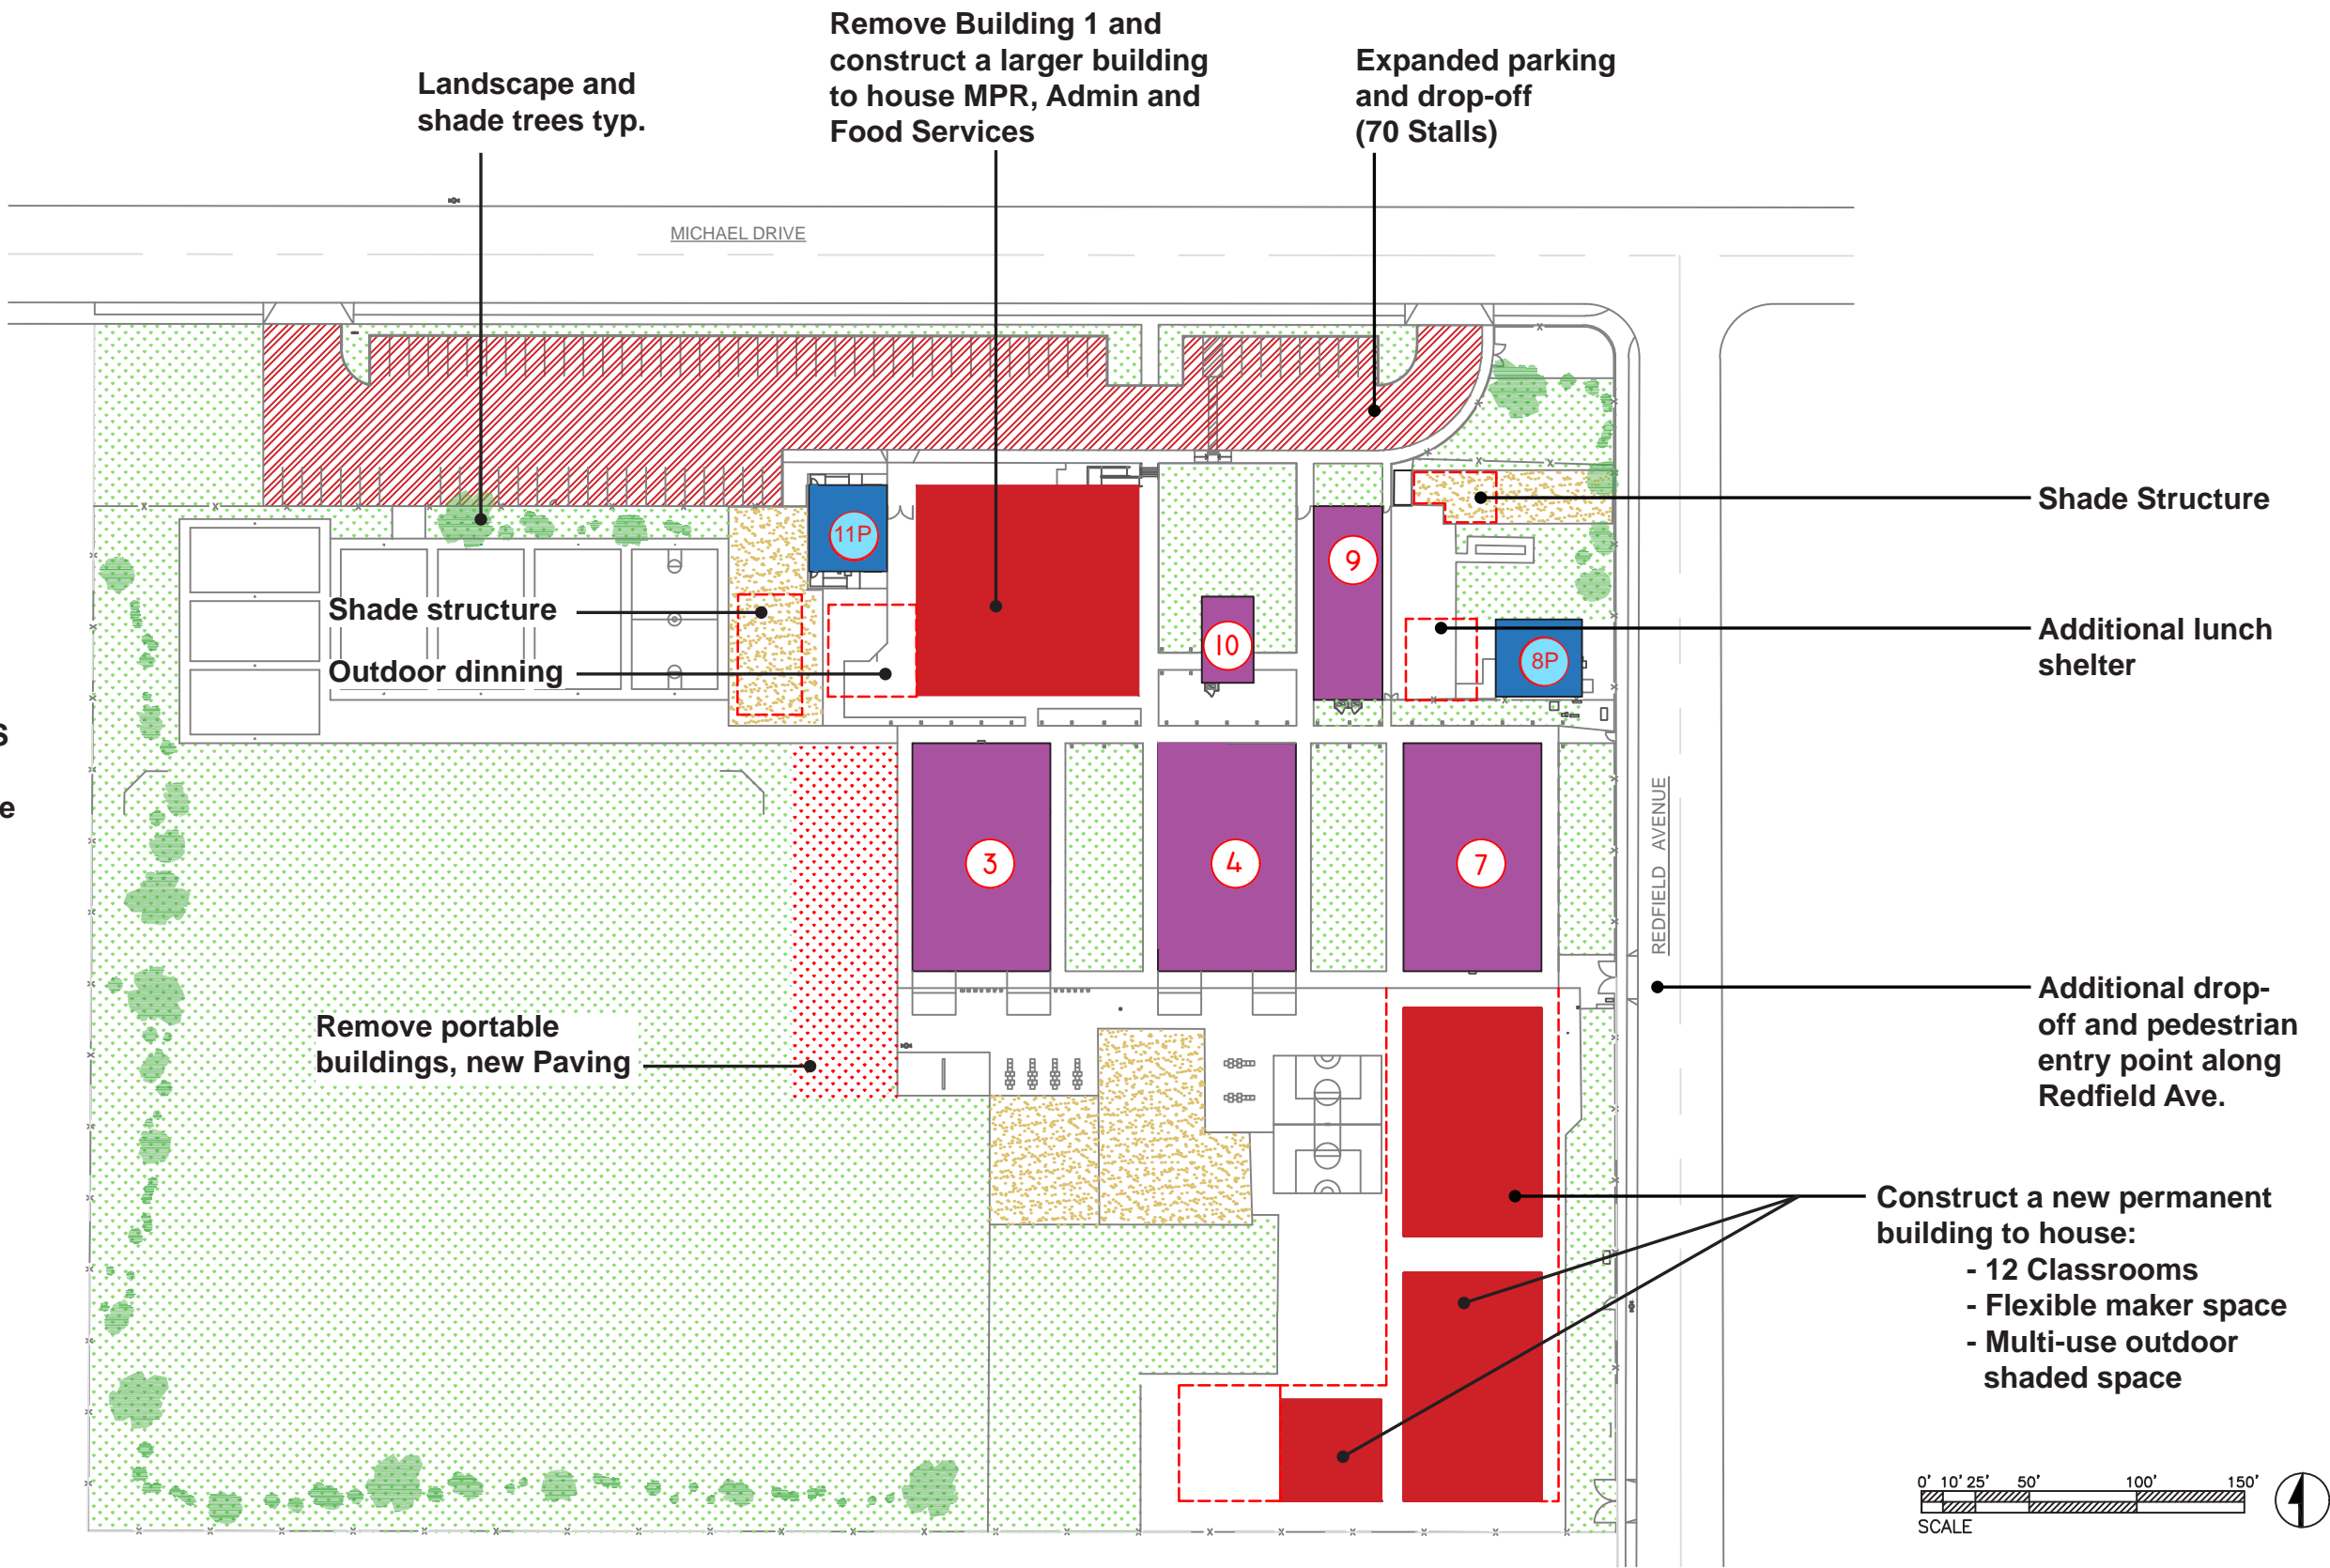 Remove Building 1 and
construct a larger building
to house MPR, Admin and
Food Services
Expanded parking
and drop-off
(70 Stalls)
Landscape and
shade trees typ.
MICHAEL DRIVE
Shade Structure
11P
9
Shade structure
Additional lunch
shelter
10
8P
Outdoor dinning
S
e
REDFIELD AVENUE
3
4
7
Additional drop-
off and pedestrian
entry point along
Redfield Ave.
Remove portable
buildings, new Paving
Construct a new permanent
building to house:
- 12 Classrooms
- Flexible maker space
- Multi-use outdoor
shaded space
0' 10' 25' 50' 100' 150'
SCALE